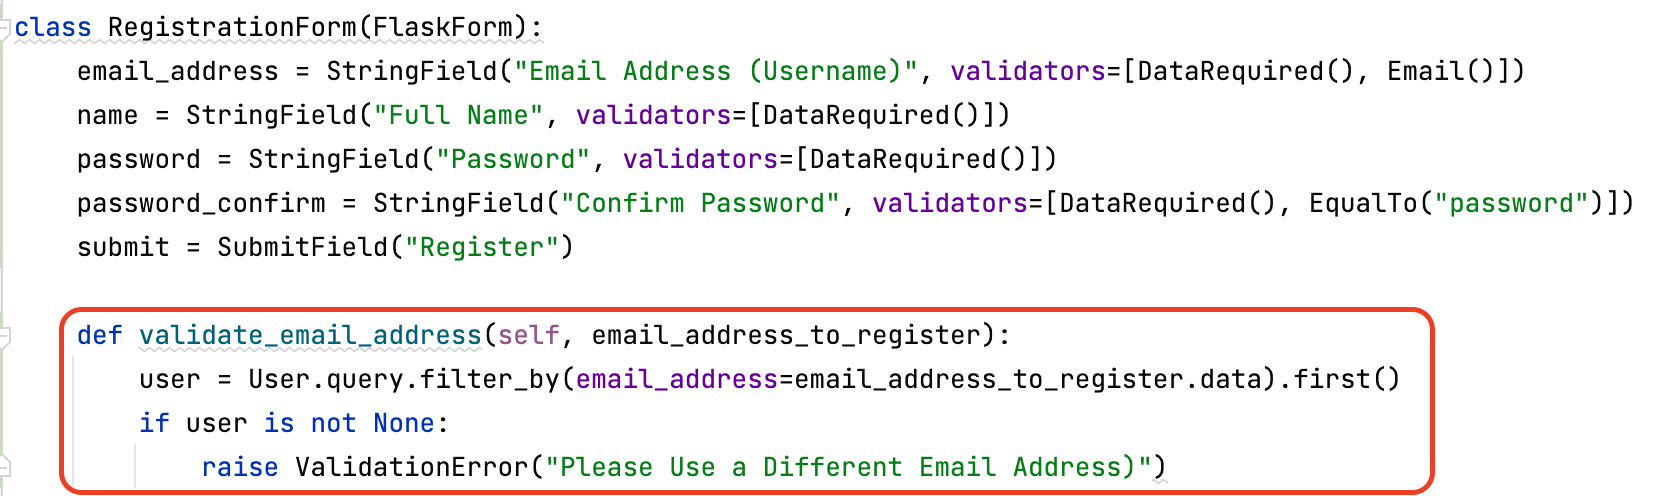 class RegistrationForm(FlaskForm):
    email_address = StringField("Email Address (Username)", validators=[DataRequired(), Email()])
    name = StringField("Full Name", validators=[DataRequired()])
    password = StringField("Password", validators=[DataRequired()])
    password_confirm = StringField("Confirm Password", validators=[DataRequired(), EqualTo("password")])
    submit = SubmitField("Register")
    def validate_email_address(self, email_address_to_register):
        user = User.query.filter_by(email_address=email_address_to_register.data).first()
        if user is not None:
            raise ValidationError("Please Use a Different Email Address)")